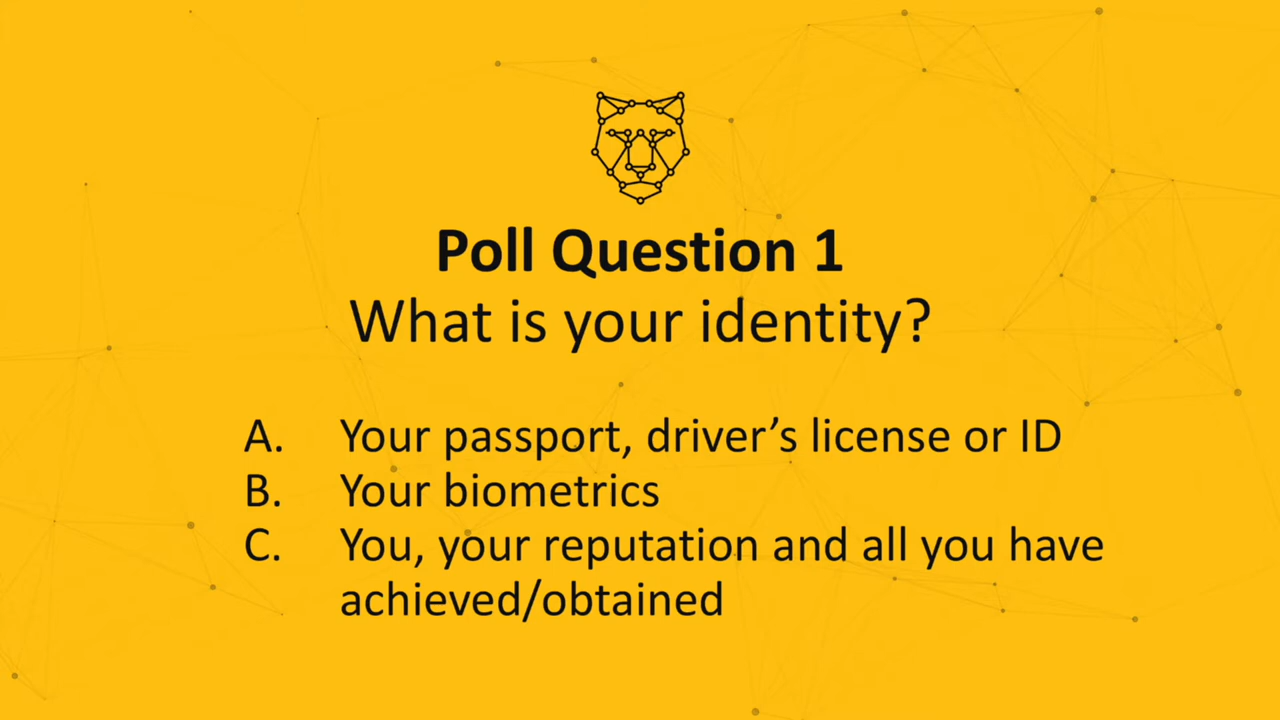 Poll Question 1
What is your identity?
A. Your passport, driver’s license or ID
B. Your biometrics
C. You, your reputation and all you have
achieved/obtained